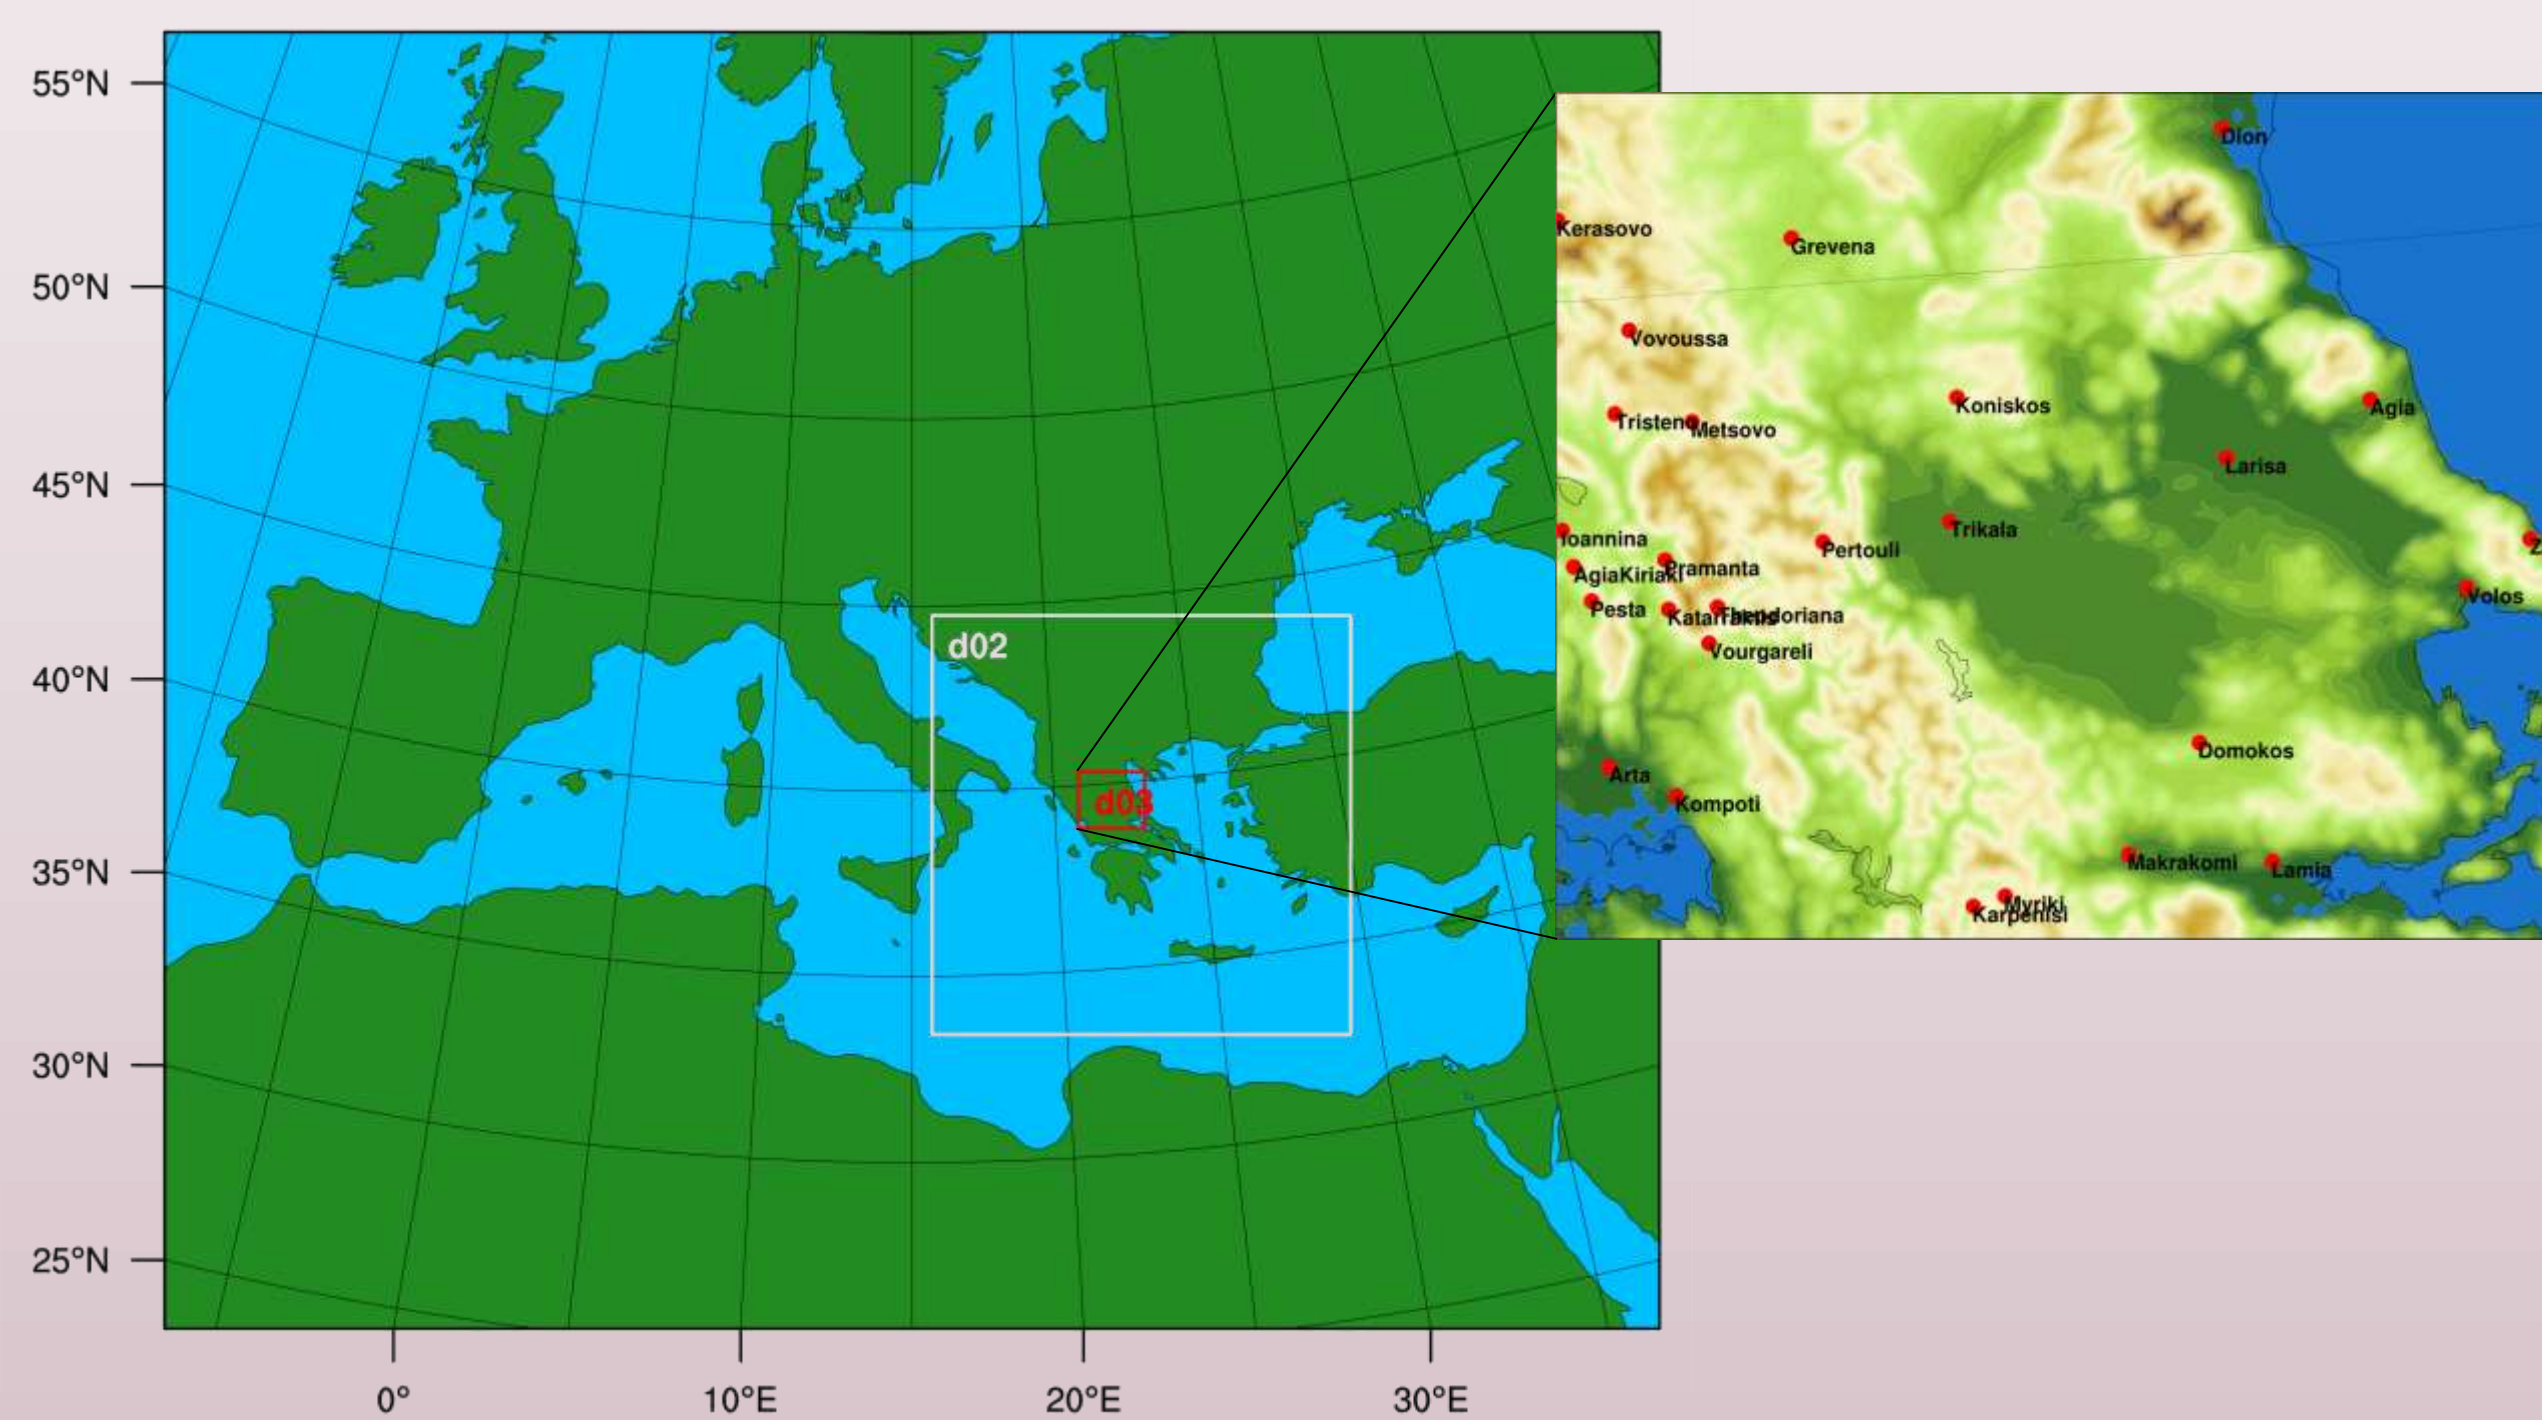 55°N
50°N
45°N
40°N
35°N
30°N
25°N
0°
10°E
20°E
30°E
d02
d03
Dion
Kerasovo
Grevena
Vovoussa
Koniskos
Agia
Tristeno
Metsovo
Larisa
Ioannina
Trikala
Pertouli
AgiaKiriaki
Pramanta
Pesta
Theodoriana
Volos
Vourgareli
Domokos
Arta
Kompoti
Makrakomi
Lamia
Myriki
Karpenisi